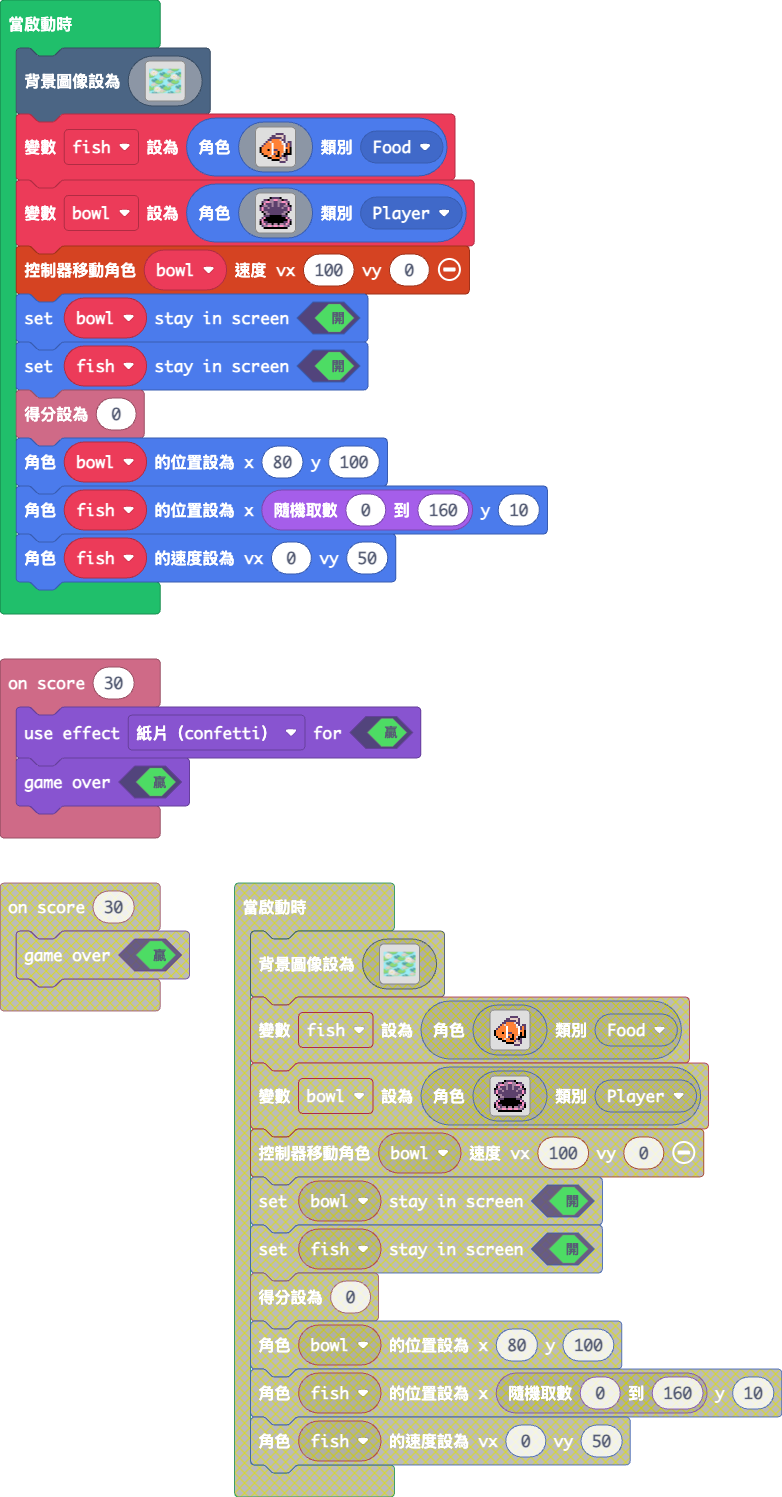 當啟動時
背景圖像設為
變數 fish 設為 角色 類別 Food
變數 bowl 設為 角色 類別 Player
控制器移動角色 bowl 速度 vx 100 vy 0
set bowl stay in screen 開
set fish stay in screen 開
得分設為 0
角色 bowl 的位置設為 x 80 y 100
角色 fish 的位置設為 x 隨機取數 0 到 160 y 10
角色 fish 的速度設為 vx 0 vy 50
on score 30
use effect 紙片 (confetti) for 贏
game over 贏
on score 30
game over 贏
當啟動時
背景圖像設為
變數 fish 設為 角色 類別 Food
變數 bowl 設為 角色 類別 Player
控制器移動角色 bowl 速度 vx 100 vy 0
set bowl stay in screen 開
set fish stay in screen 開
得分設為 0
角色 bowl 的位置設為 x 80 y 100
角色 fish 的位置設為 x 隨機取數 0 到 160 y 10
角色 fish 的速度設為 vx 0 vy 50